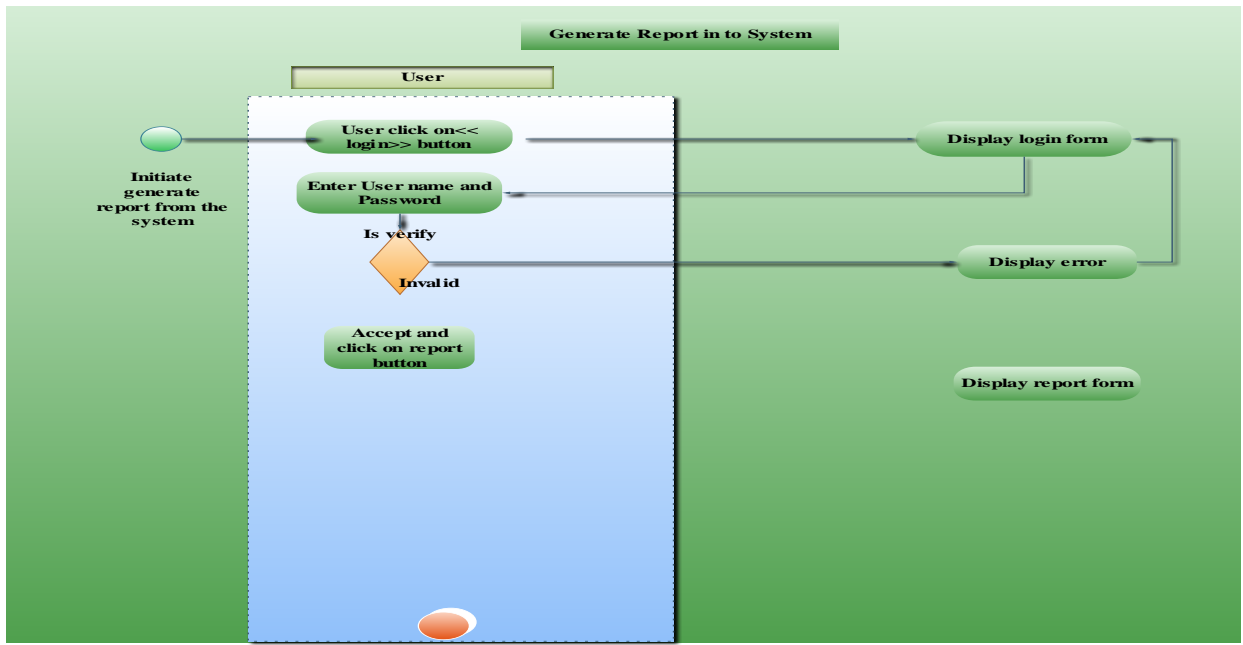 Generate Report in to System
User
User click on<<
login>> button
Display login form
Initiate
generate
report from the
system
Enter User name and
Password
Is verify
Invalid
Display error
Accept and
click on report
button
Display report form